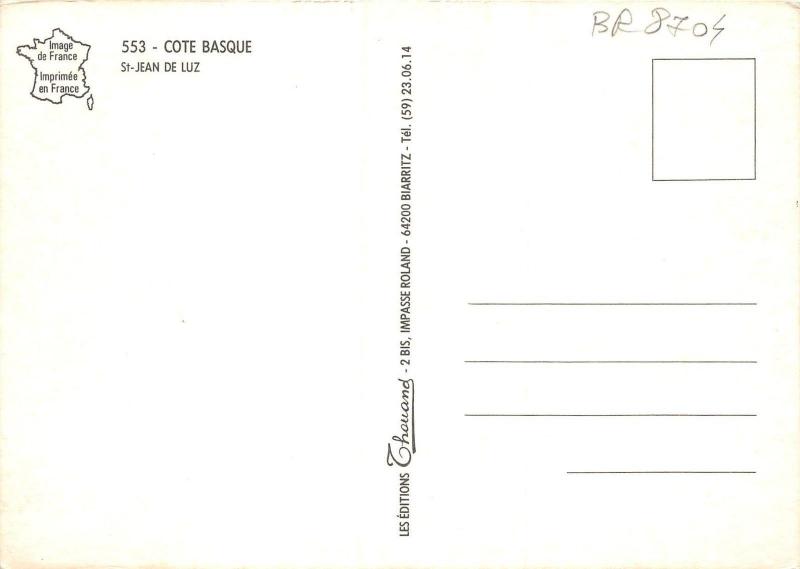 Image
de France
Imprimée
en France
553 - COTE BASQUE
St-JEAN DE LUZ
BR 8704
LES ÉDITIONS Thouand - 2 BIS, IMPASSE ROLAND - 64200 BIARRITZ - Tél. (59) 23.06.14